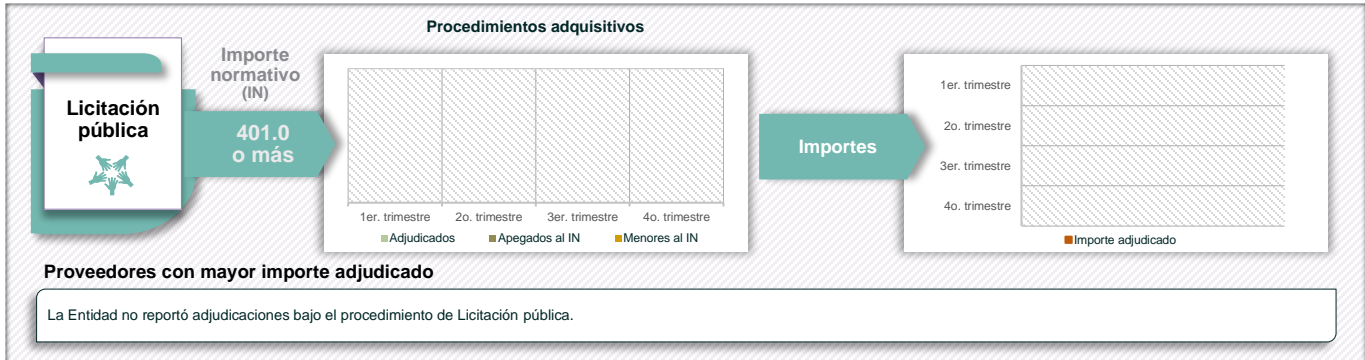 Procedimientos adquisitivos
Licitación
pública
Importe
normativo
(IN)
401.0
o más
1er. trimestre 2o. trimestre 3er. trimestre 4o. trimestre
Adjudicados Apegados al IN Menores al IN
Importes
1er. trimestre
2o. trimestre
3er. trimestre
4o. trimestre
Importe adjudicado
Proveedores con mayor importe adjudicado
La Entidad no reportó adjudicaciones bajo el procedimiento de Licitación pública.